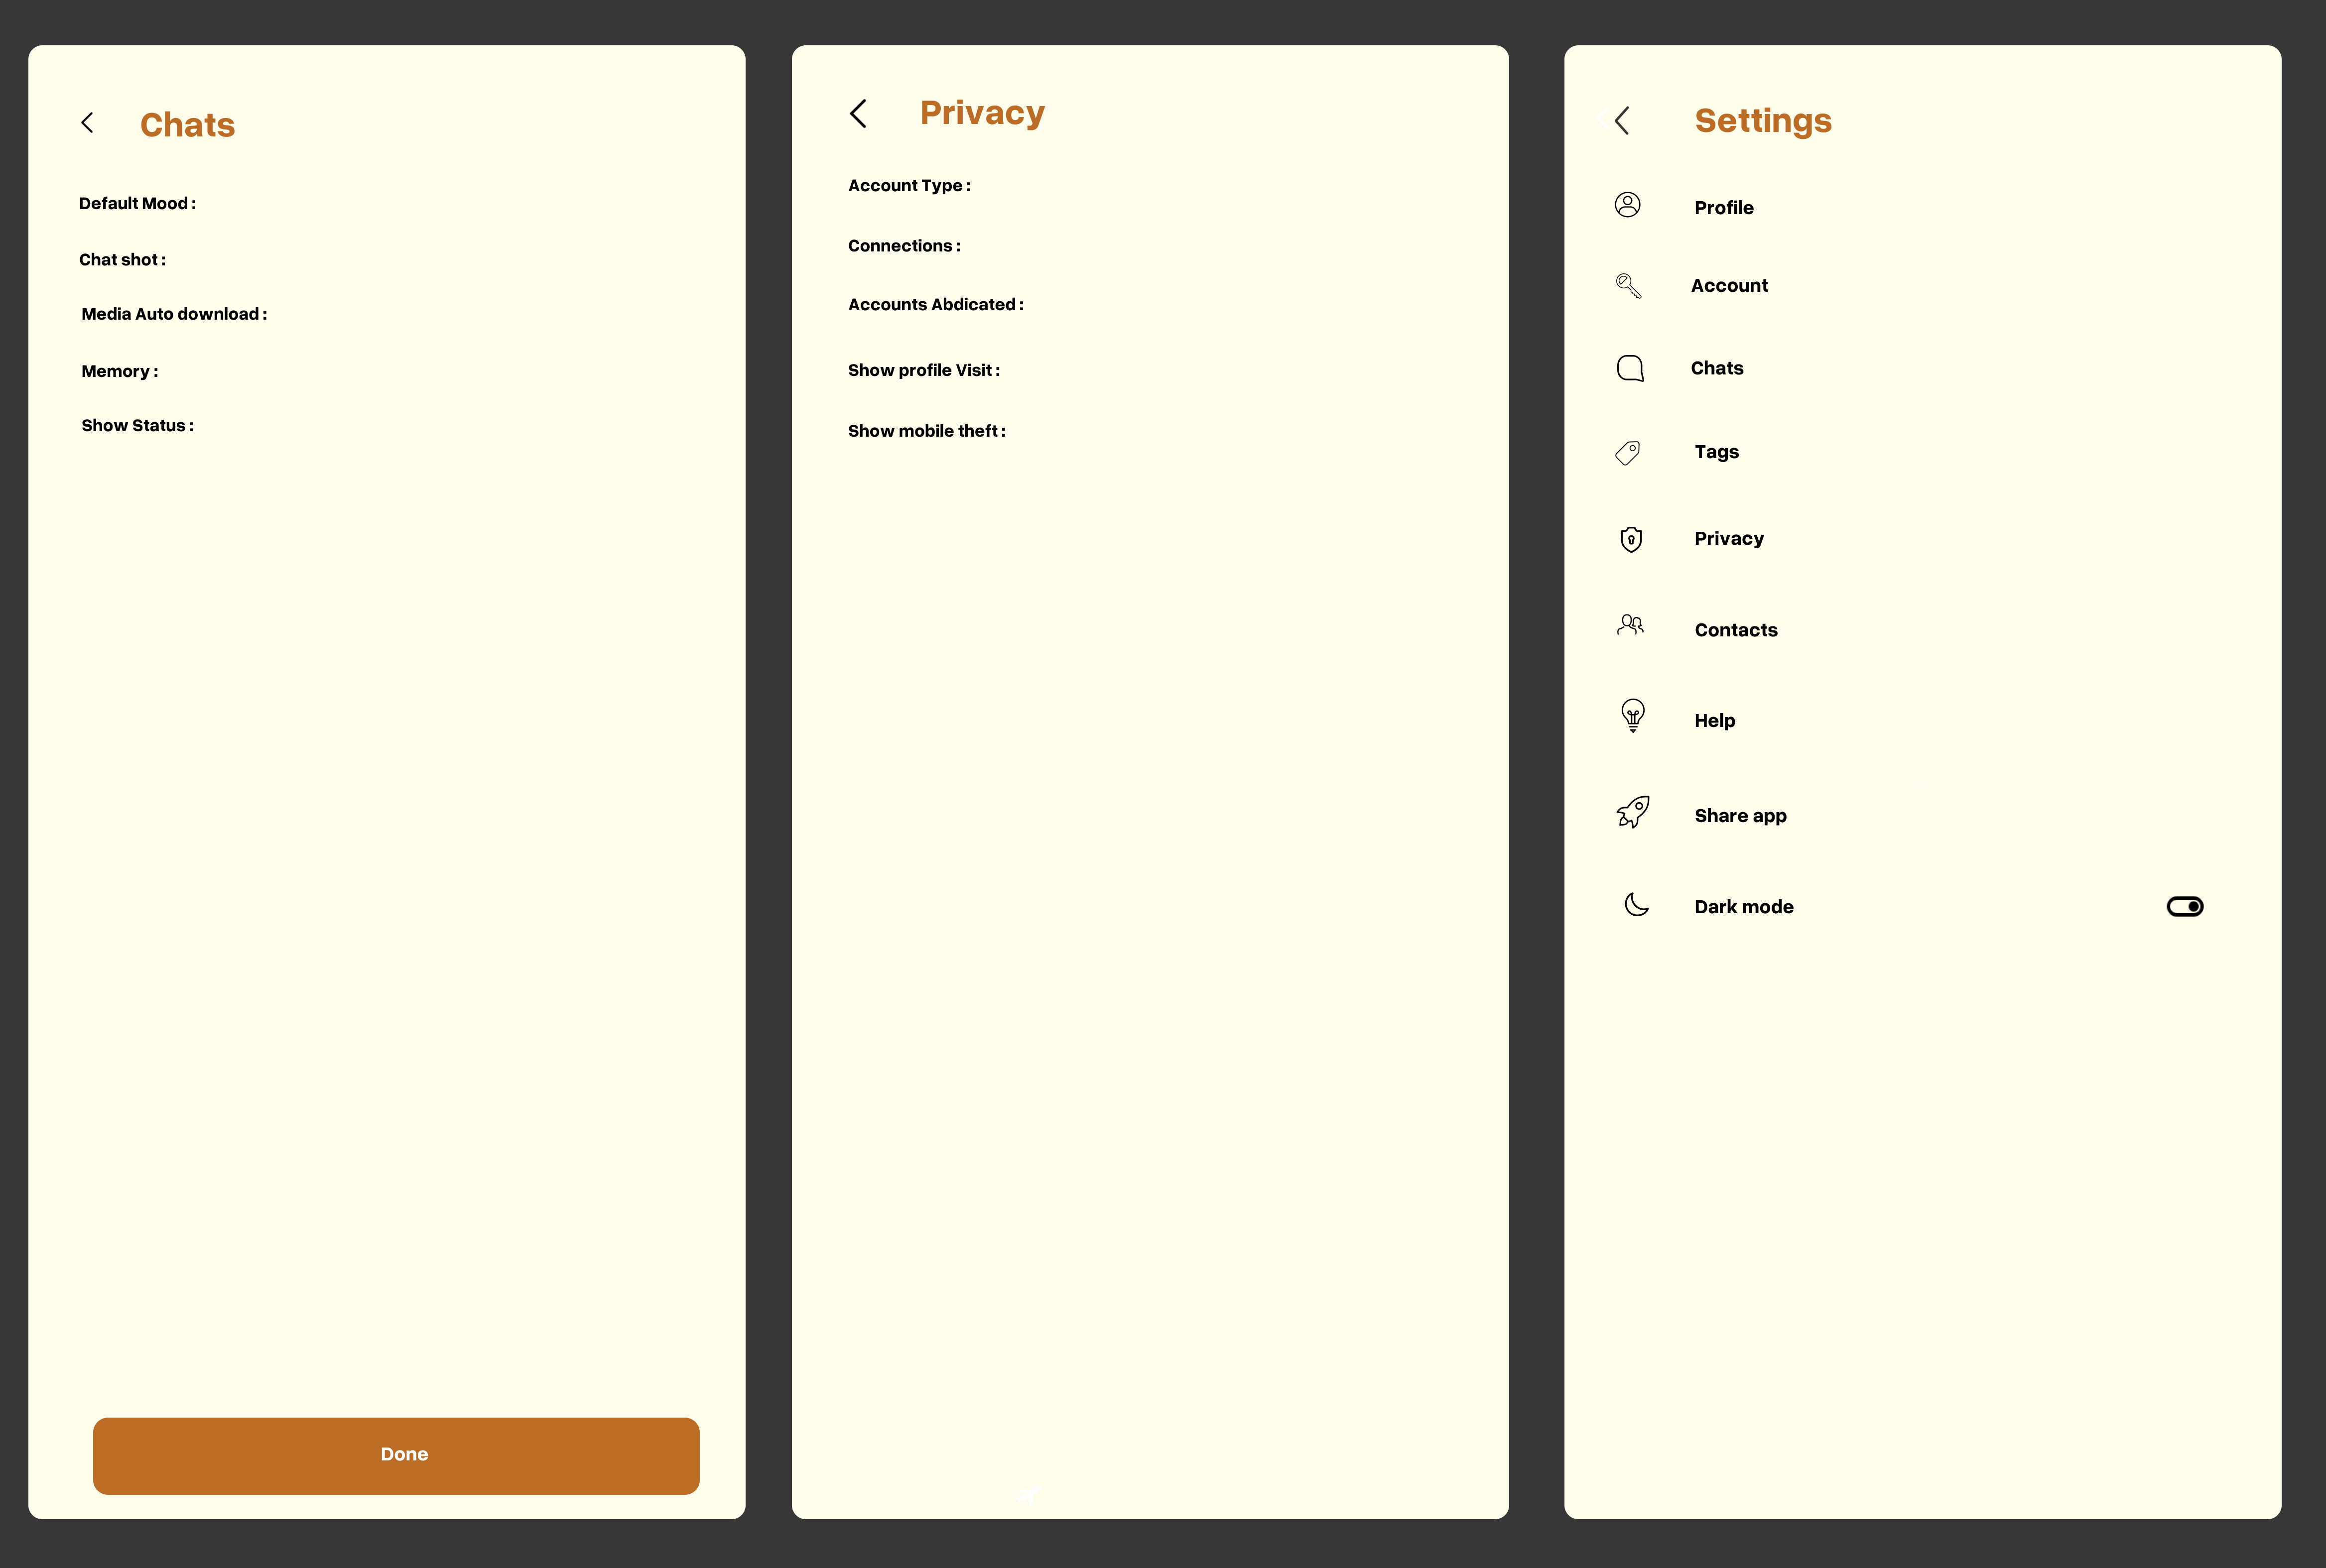 Chats
Default Mood :
Chat shot :
Media Auto download :
Memory :
Show Status :
Done
Privacy
Account Type :
Connections :
Accounts Abdicated :
Show profile Visit :
Show mobile theft :
Settings
Profile
Account
Chats
Tags
Privacy
Contacts
Help
Share app
Dark mode